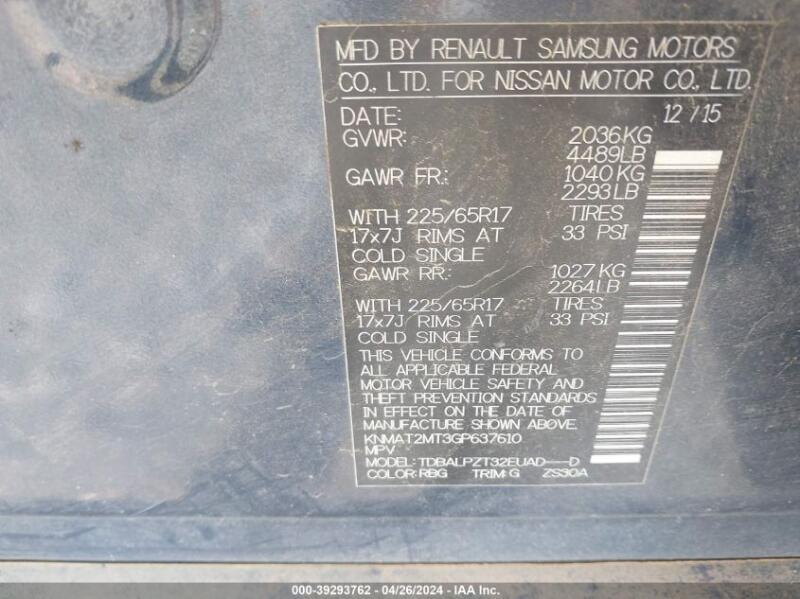 MFD BY RENAULT SAMSUNG MOTORS
CO., LTD. FOR NISSAN MOTOR CO., LTD.
DATE: 12 / 15
GVWR: 2036KG
4489LB
GAWR FR.: 1040KG
2293LB
WITH 225/65R17 TIRES
17x7J RIMS AT 33 PSI
COLD SINGLE
GAWR RR.: 1027KG
2264LB
WITH 225/65R17 TIRES
17x7J RIMS AT 33 PSI
COLD SINGLE
THIS VEHICLE CONFORMS TO
ALL APPLICABLE FEDERAL
MOTOR VEHICLE SAFETY AND
THEFT PREVENTION STANDARDS
IN EFFECT ON THE DATE OF
MANUFACTURE SHOWN ABOVE.
KNMAT2MT3GP637610
MPV
MODEL: TDBALPZT32EUAD---D
COLOR: RBG TRIM: G ZS30A
000-39293762 - 04/26/2024 - IAA Inc.